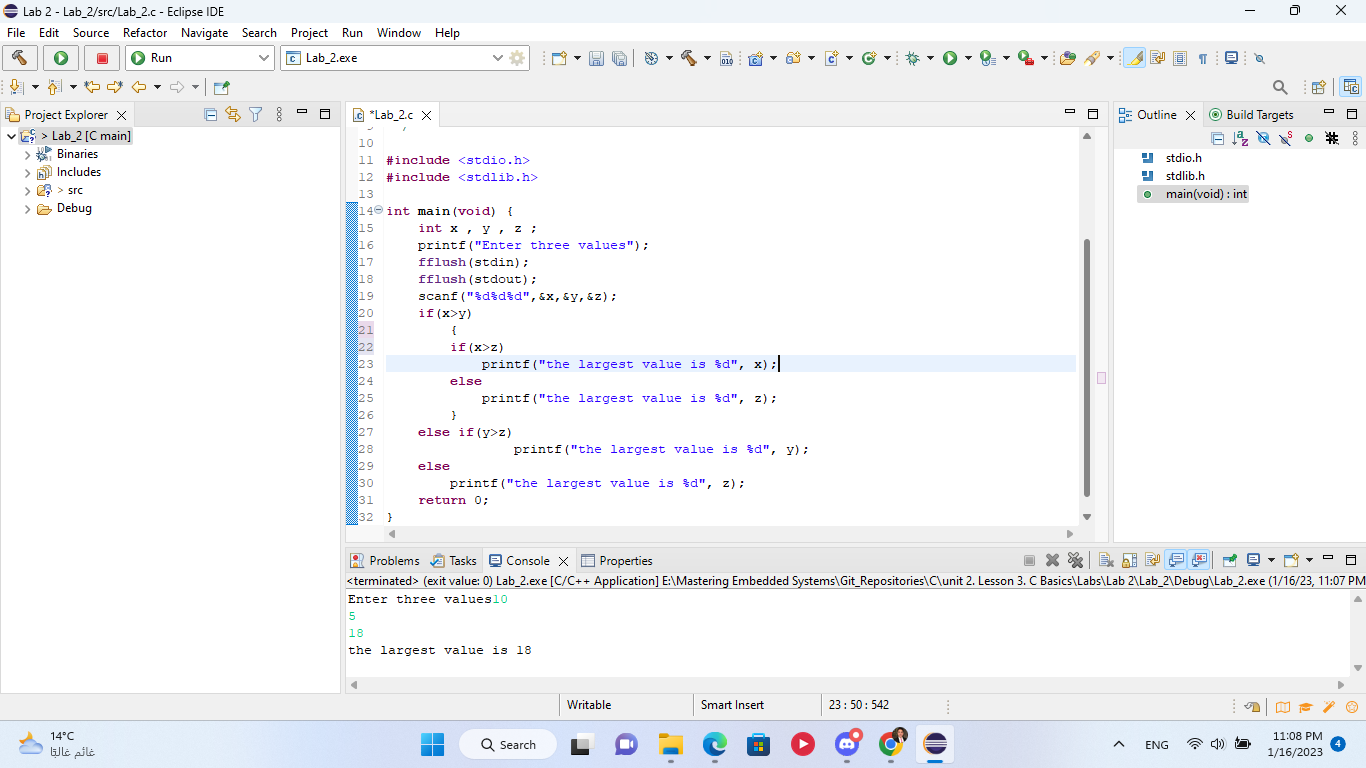 Lab 2 - Lab_2/src/Lab_2.c - Eclipse IDE
File Edit Source Refactor Navigate Search Project Run Window Help
Run Lab_2.exe
Project Explorer
> Lab_2 [C main]
Binaries
Includes
> src
Debug
*Lab_2.c
10
11 #include <stdio.h>
12 #include <stdlib.h>
13
14 int main(void) {
15 int x , y , z ;
16 printf("Enter three values");
17 fflush(stdin);
18 fflush(stdout);
19 scanf("%d%d%d",&x,&y,&z);
20 if(x>y)
21 {
22 if(x>z)
23 printf("the largest value is %d", x);
24 else
25 printf("the largest value is %d", z);
26 }
27 else if(y>z)
28 printf("the largest value is %d", y);
29 else
30 printf("the largest value is %d", z);
31 return 0;
32 }
Outline Build Targets
stdio.h
stdlib.h
main(void) : int
Problems Tasks Console Properties
<terminated> (exit value: 0) Lab_2.exe [C/C++ Application] E:\Mastering Embedded Systems\Git_Repositories\C\unit 2. Lesson 3. C Basics\Labs\Lab 2\Lab_2\Debug\Lab_2.exe (1/16/23, 11:07 PM
Enter three values10
5
18
the largest value is 18
Writable Smart Insert 23 : 50 : 542
14°C
غائم غالبًا
Search
ENG
11:08 PM
1/16/2023
4